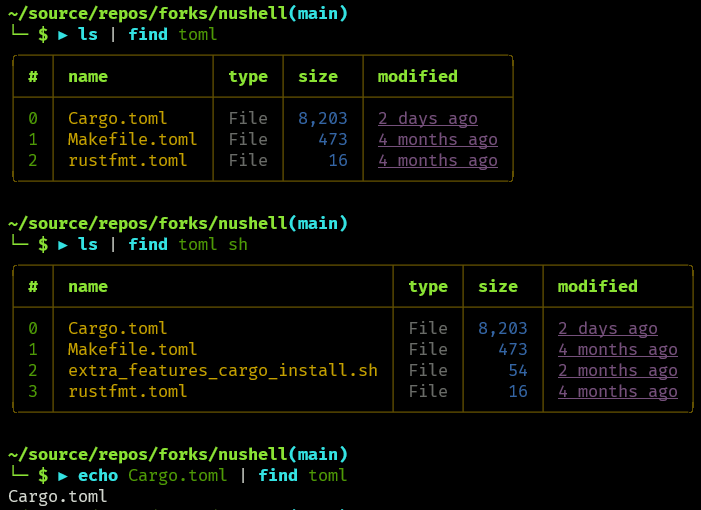 ~/source/repos/forks/nushell(main)
└─ $ ▶ ls | find toml
# name type size modified
0 Cargo.toml File 8,203 2 days ago
1 Makefile.toml File 473 4 months ago
2 rustfmt.toml File 16 4 months ago
~/source/repos/forks/nushell(main)
└─ $ ▶ ls | find toml sh
# name type size modified
0 Cargo.toml File 8,203 2 days ago
1 Makefile.toml File 473 4 months ago
2 extra_features_cargo_install.sh File 54 2 months ago
3 rustfmt.toml File 16 4 months ago
~/source/repos/forks/nushell(main)
└─ $ ▶ echo Cargo.toml | find toml
Cargo.toml